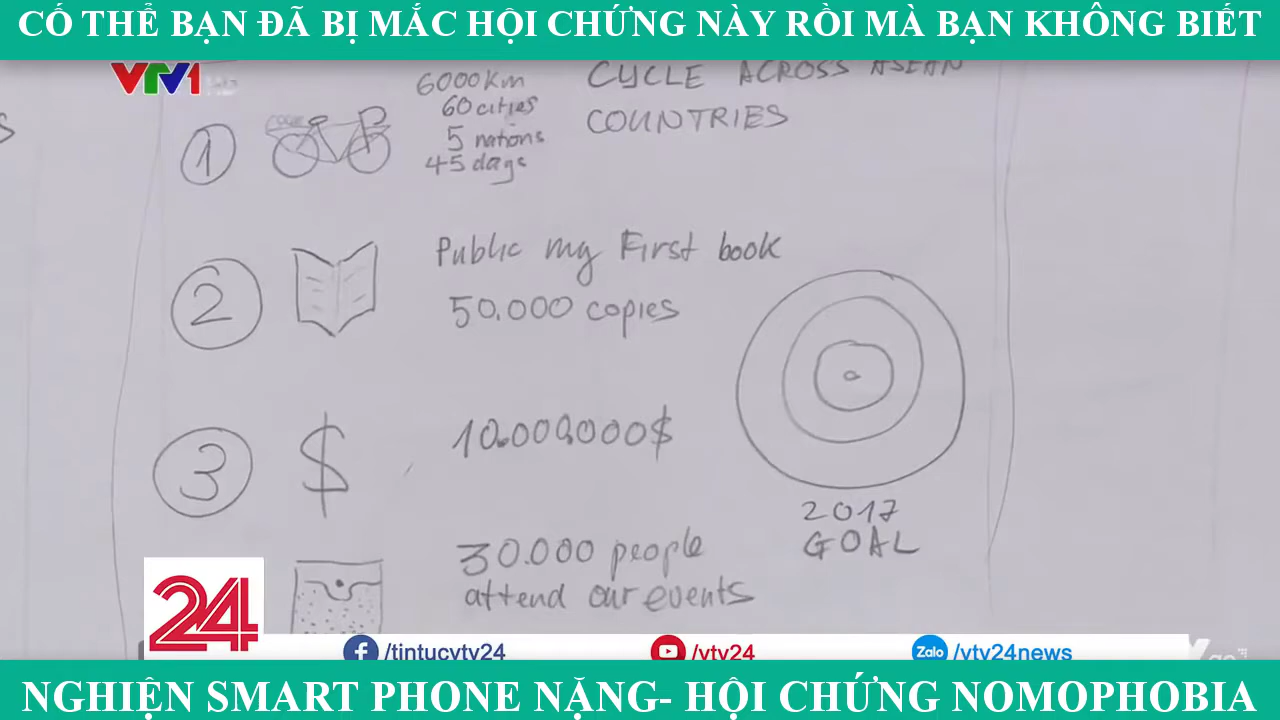 CÓ THỂ BẠN ĐÃ BỊ MẮC HỘI CHỨNG NÀY RỒI MÀ BẠN KHÔNG BIẾT
VTV1 HD
6000km
60 cities
5 nations
45 days
CYCLE ACROSS ASEAN
COUNTRIES
1
2
Public my First book
50.000 copies
3
$
10.000.000$
2017
GOAL
30.000 people
attend our events
24
/tintucvtv24
/vtv24
Zalo
/vtv24news
NGHIỆN SMART PHONE NẶNG- HỘI CHỨNG NOMOPHOBIA